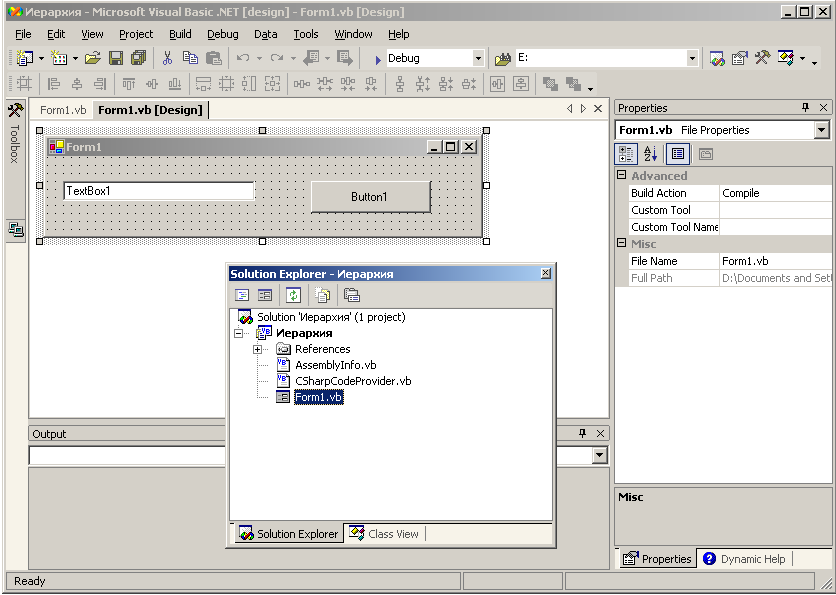 Иерархия - Microsoft Visual Basic .NET [design] - Form1.vb [Design]
File Edit View Project Build Debug Data Tools Window Help
Debug E:
Form1.vb Form1.vb [Design]
Toolbox
Form1
TextBox1 Button1
Solution Explorer - Иерархия
Solution 'Иерархия' (1 project)
Иерархия
References
AssemblyInfo.vb
CSharpCodeProvider.vb
Form1.vb
Solution Explorer Class View
Output
Properties
Form1.vb File Properties
Advanced
Build Action Compile
Custom Tool
Custom Tool Name
Misc
File Name Form1.vb
Full Path D:\Documents and Sett
Misc
Properties Dynamic Help
Ready